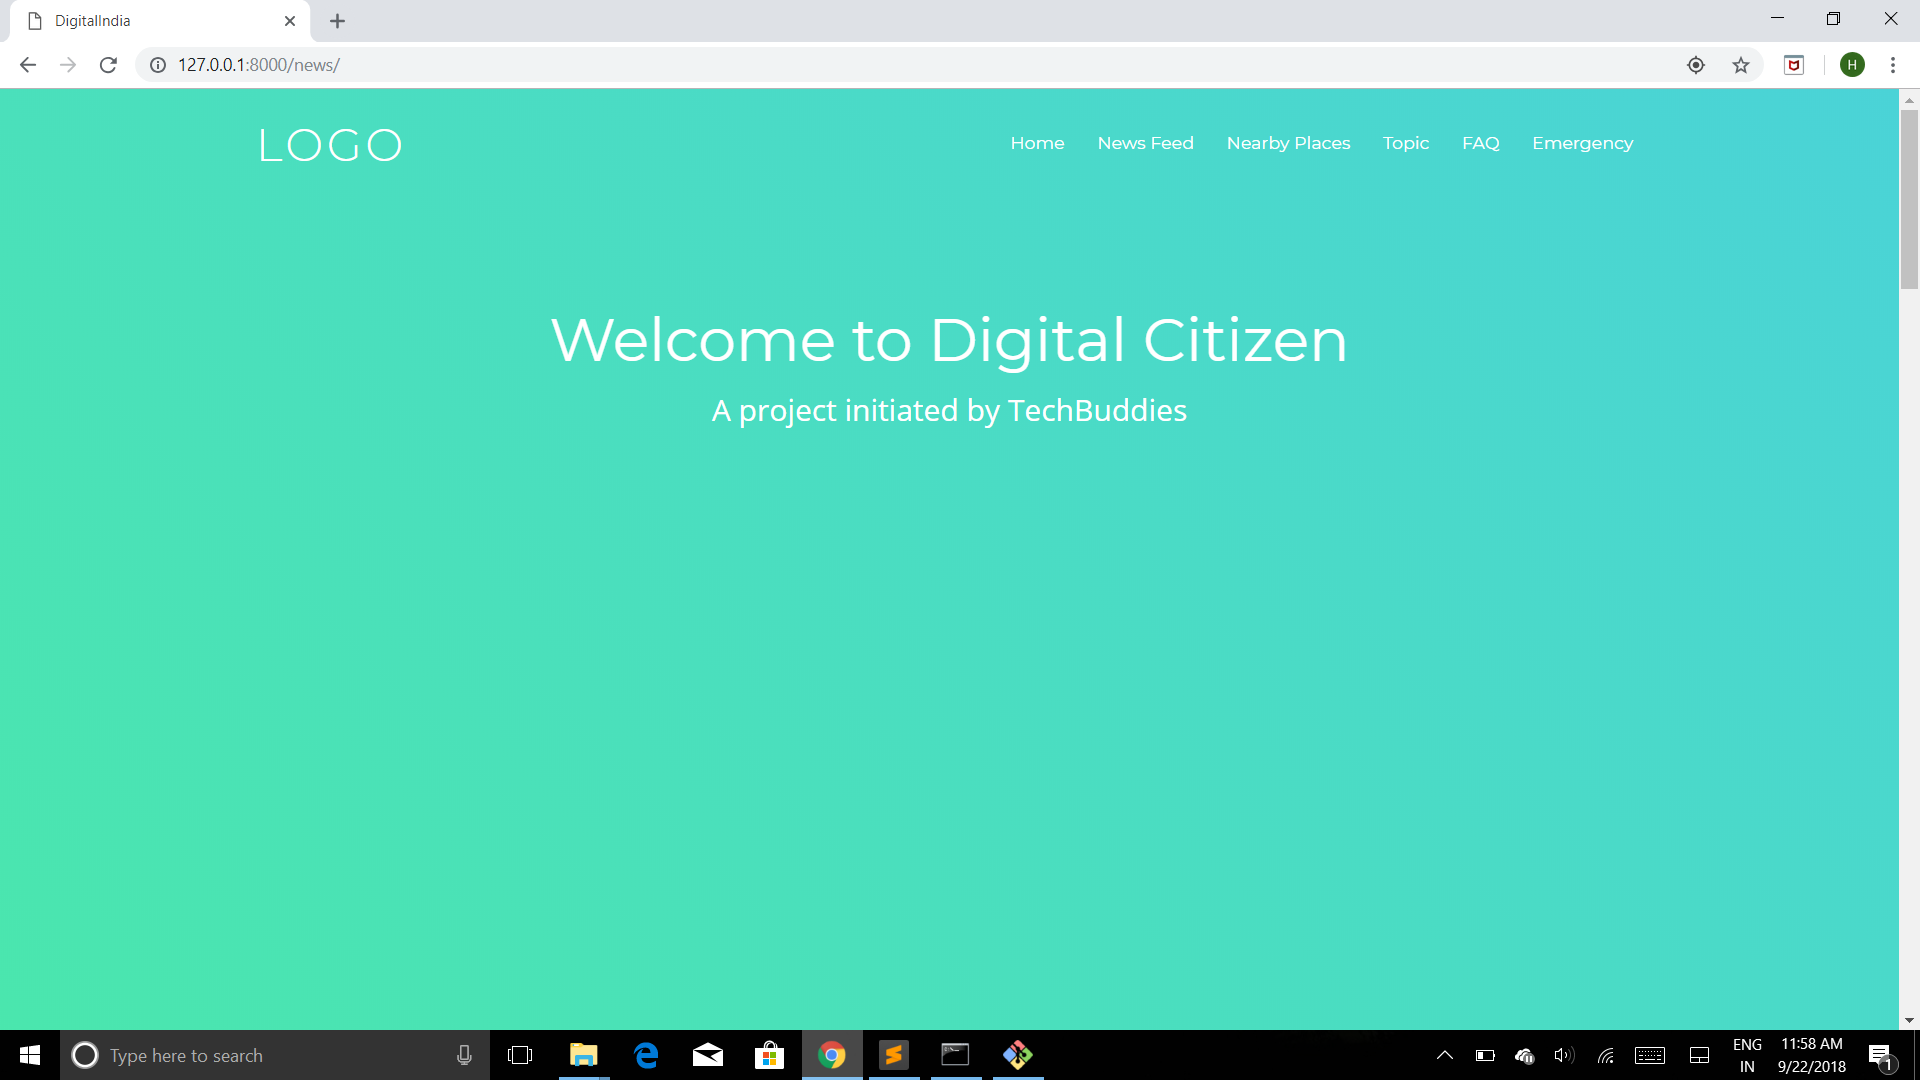 DigitalIndia
127.0.0.1:8000/news/
H
LOGO
Home News Feed Nearby Places Topic FAQ Emergency
Welcome to Digital Citizen
A project initiated by TechBuddies
Type here to search
ENG
IN
11:58 AM
9/22/2018
1